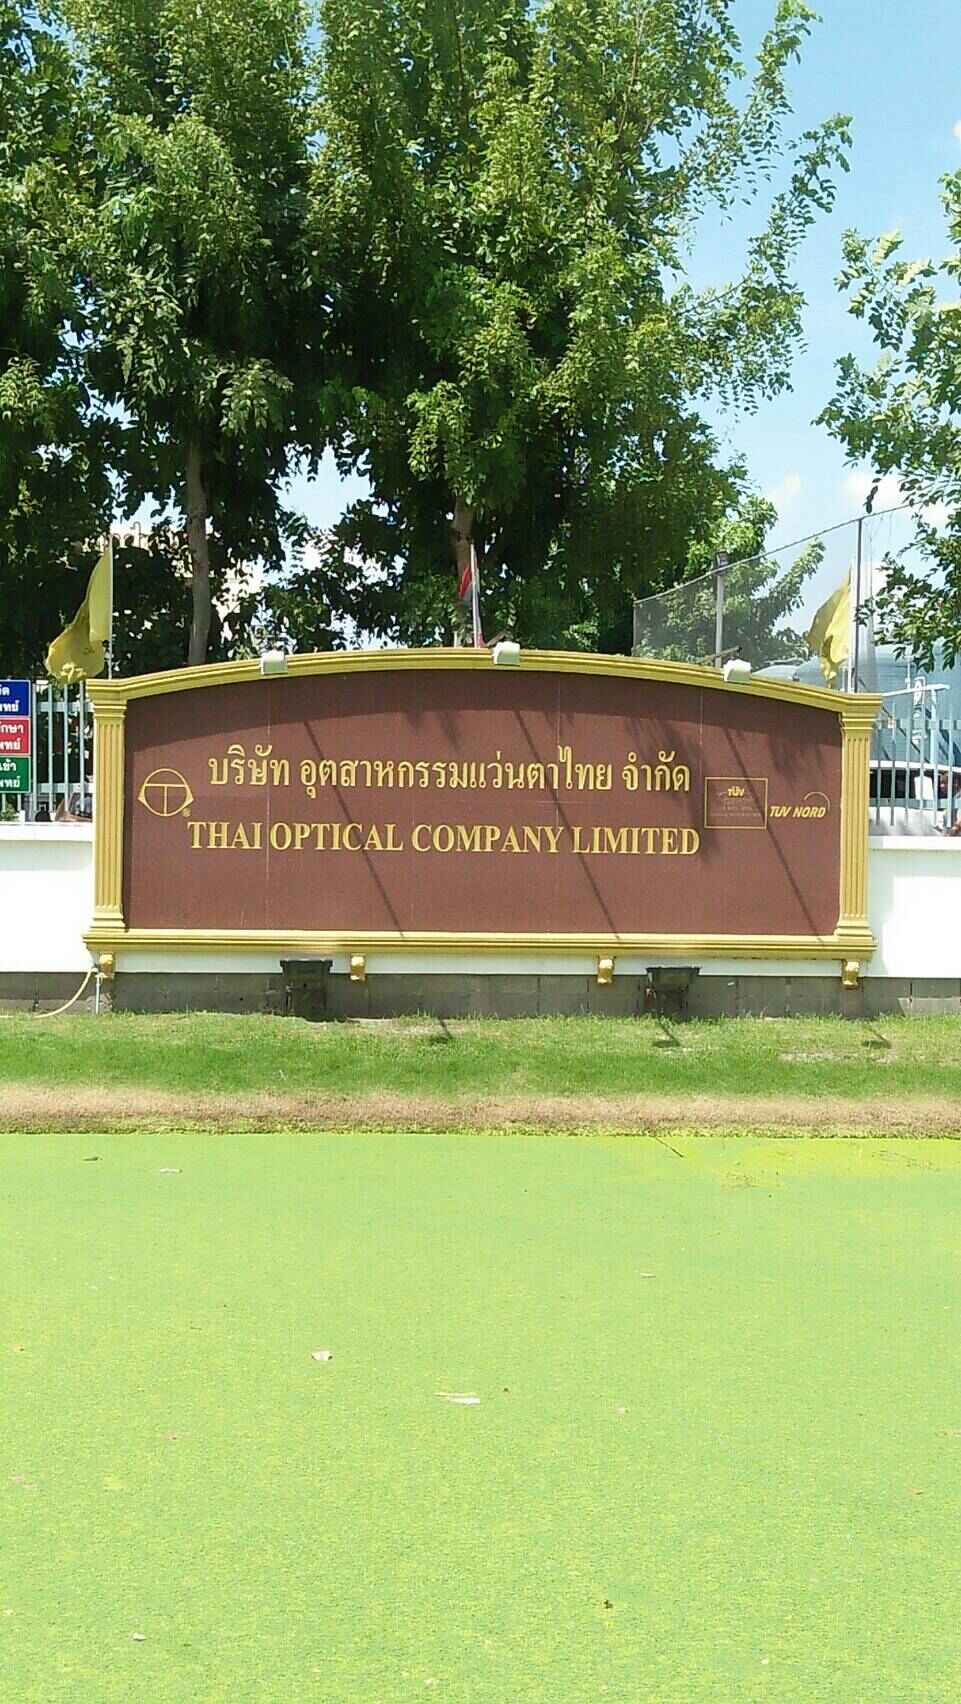 บริษัท อุตสาหกรรมแว่นตาไทย จำกัด
THAI OPTICAL COMPANY LIMITED
®
TÜV
TÜV NORD